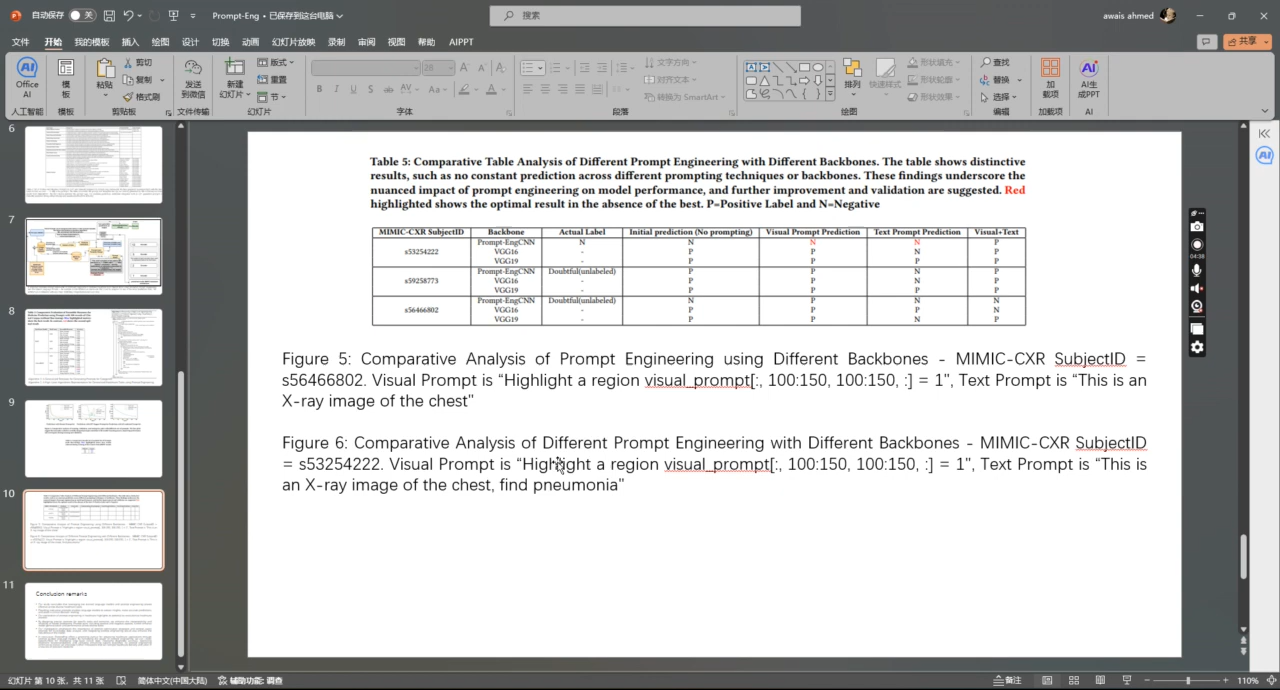 自动保存 关 Prompt-Eng • 已保存到这台电脑 搜索 awais ahmed
文件 开始 我的模板 插入 绘图 设计 切换 动画 幻灯片放映 录制 审阅 视图 帮助 AIPPT 共享
Office AI
人工智能
模板
模板
粘贴
剪切
复制
格式刷
剪贴板
发送到微信
文件传输
新建幻灯片
版式
重置
节
幻灯片
28
B I U S
字体
文字方向
对齐文本
转换为 SmartArt
段落
排列
快速样式
形状填充
形状轮廓
形状效果
绘图
查找
替换
选择
编辑
加载项
加载项
AI生成PPT
AI
6
7
8
9
10
11
Conclusion remarks
Table 5: Comparative Table Analysis of Different Prompt Engineering with different Backbones. The table shows distinctive
results, such as no constant prediction across different prompting techniques or backbones. These findings underscore the
nuanced impact of prompt engineering on model performance, and further refinement and validation are suggested. Red
highlighted shows the optimal result in the absence of the best. P=Positive Label and N=Negative
MIMIC-CXR SubjectID Backbone Actual Label Initial prediction (No prompting) Visual Prompt Prediction Text Prompt Prediction Visual+Text
Prompt-EngCNN N N N N P
s53254222 VGG16 - P P N P
VGG19 - P P N P
Prompt-EngCNN Doubtful(unlabeled) P P P P
s59258773 VGG16 - P P N P
VGG19 - P P N P
Prompt-EngCNN Doubtful(unlabeled) N P N N
s56466802 VGG16 - P P P N
VGG19 - P P N P
Figure 5: Comparative Analysis of Prompt Engineering using Different Backbones - MIMIC-CXR SubjectID =
s56466802. Visual Prompt is “Highlight a region visual_prompt[:, 100:150, 100:150, :] = 1", Text Prompt is “This is an
X-ray image of the chest"
Figure 6: Comparative Analysis of Different Prompt Engineering with Different Backbones - MIMIC-CXR SubjectID
= s53254222. Visual Prompt is “Highlight a region visual_prompt[:, 100:150, 100:150, :] = 1", Text Prompt is “This is
an X-ray image of the chest, find pneumonia"
04:38
幻灯片 第 10 张，共 11 张 简体中文(中国大陆) 辅助功能: 调查 备注 110%